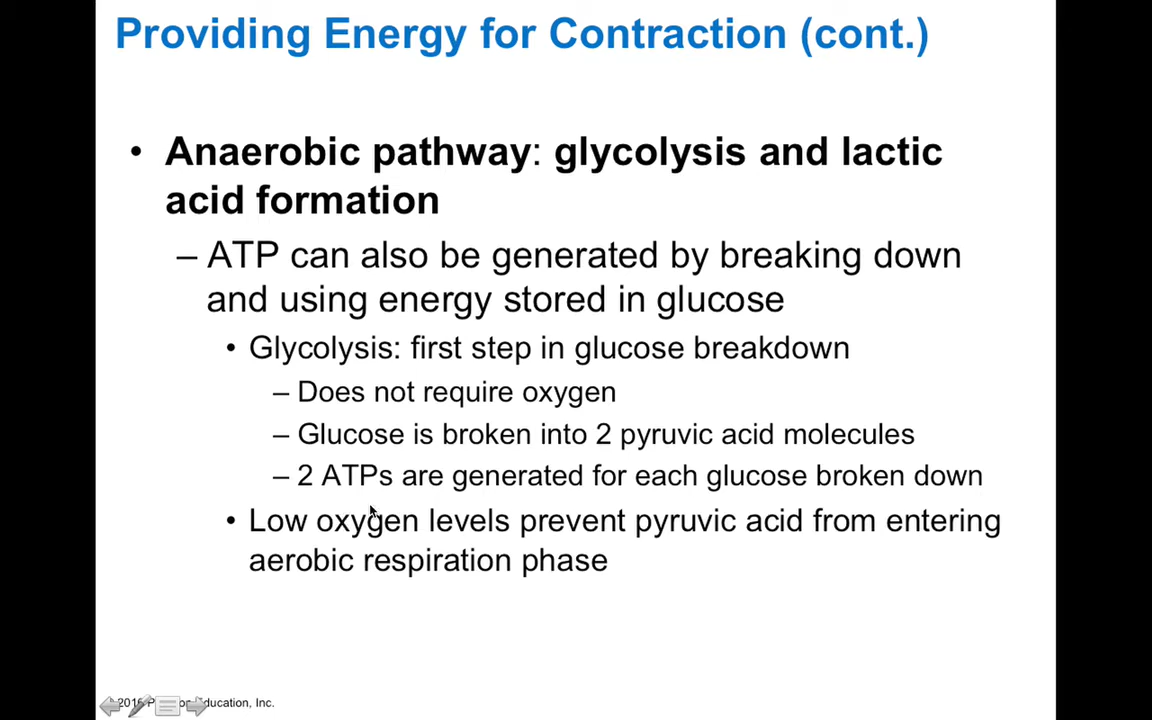 Providing Energy for Contraction (cont.)
• Anaerobic pathway: glycolysis and lactic
acid formation
– ATP can also be generated by breaking down
and using energy stored in glucose
• Glycolysis: first step in glucose breakdown
– Does not require oxygen
– Glucose is broken into 2 pyruvic acid molecules
– 2 ATPs are generated for each glucose broken down
• Low oxygen levels prevent pyruvic acid from entering
aerobic respiration phase
Education, Inc.